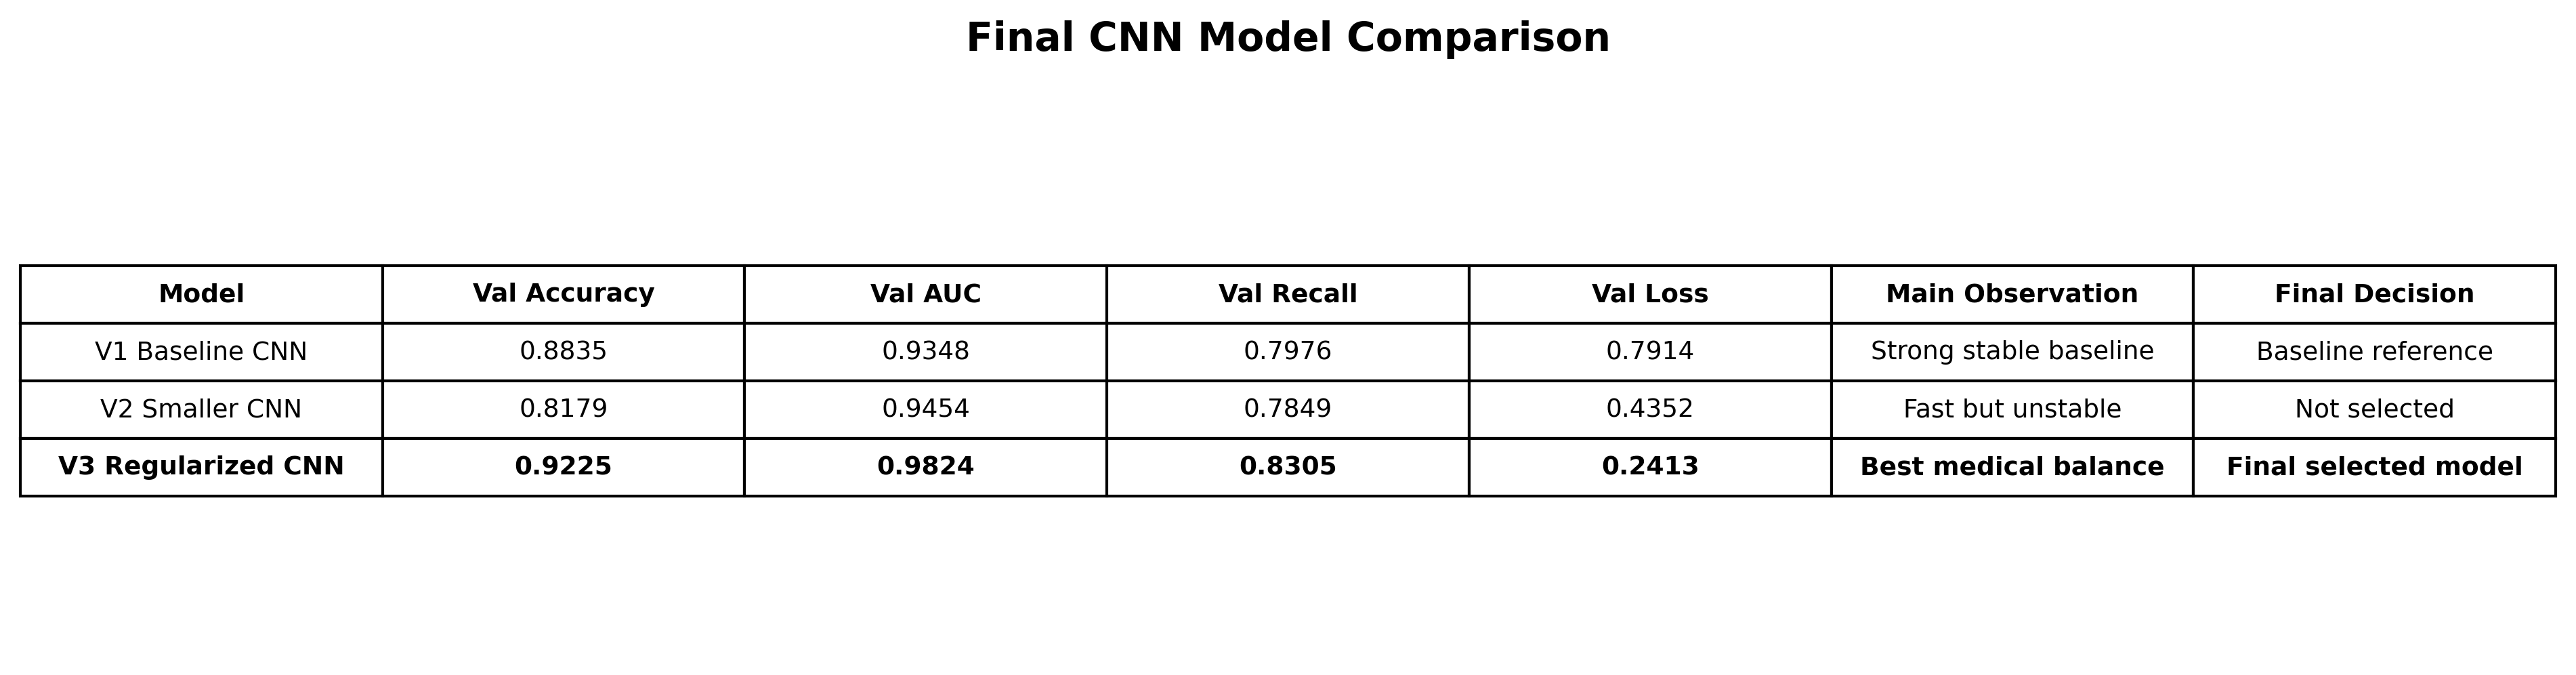 Final CNN Model Comparison
Model Val Accuracy Val AUC Val Recall Val Loss Main Observation Final Decision
V1 Baseline CNN 0.8835 0.9348 0.7976 0.7914 Strong stable baseline Baseline reference
V2 Smaller CNN 0.8179 0.9454 0.7849 0.4352 Fast but unstable Not selected
V3 Regularized CNN 0.9225 0.9824 0.8305 0.2413 Best medical balance Final selected model